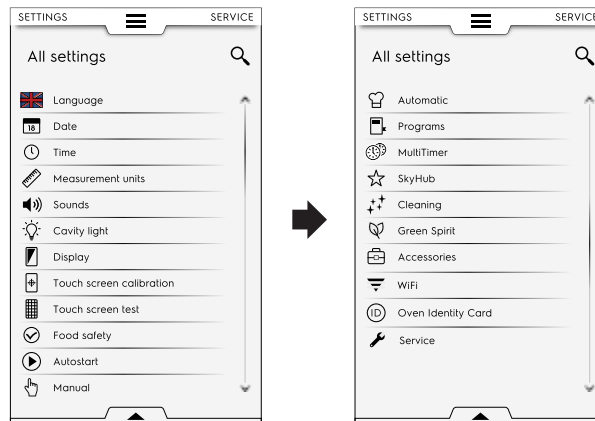 SETTINGS SERVICE
All settings
Language
18 Date
Time
Measurement units
Sounds
Cavity light
Display
Touch screen calibration
Touch screen test
Food safety
Autostart
Manual
SETTINGS SERVICE
All settings
Automatic
Programs
MultiTimer
SkyHub
Cleaning
Green Spirit
Accessories
WiFi
ID Oven Identity Card
Service